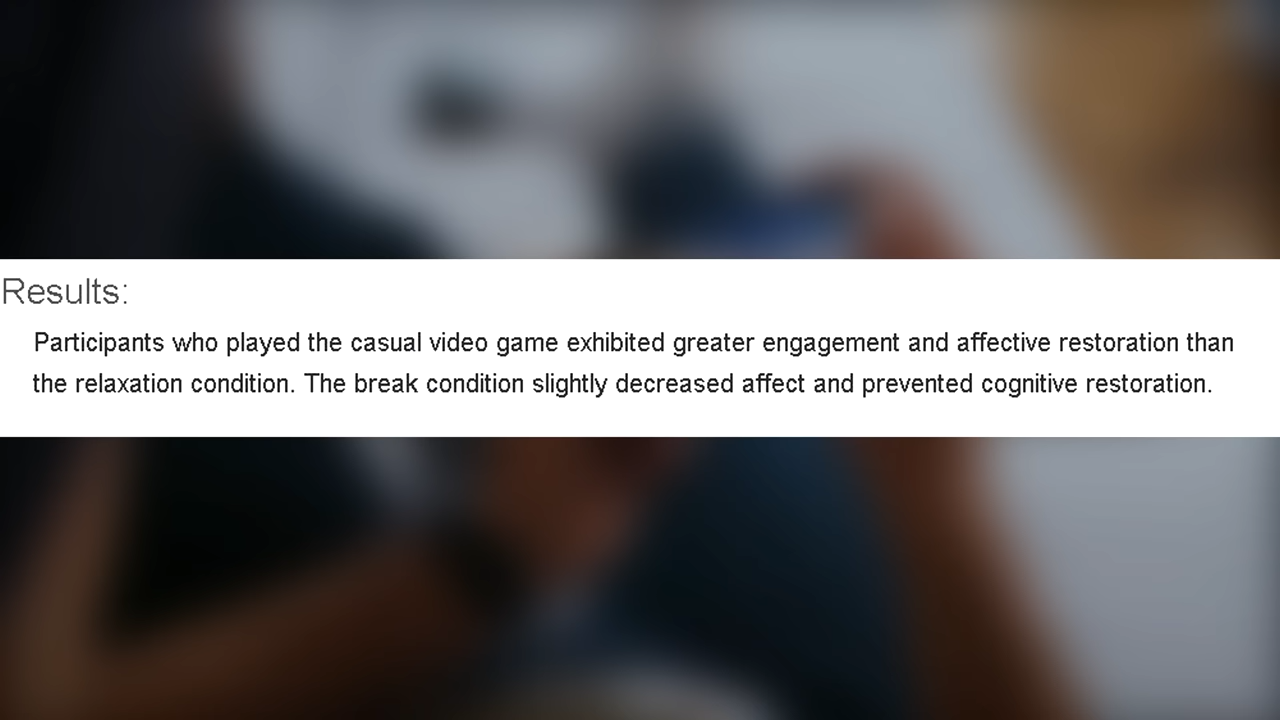 Results:
Participants who played the casual video game exhibited greater engagement and affective restoration than
the relaxation condition. The break condition slightly decreased affect and prevented cognitive restoration.